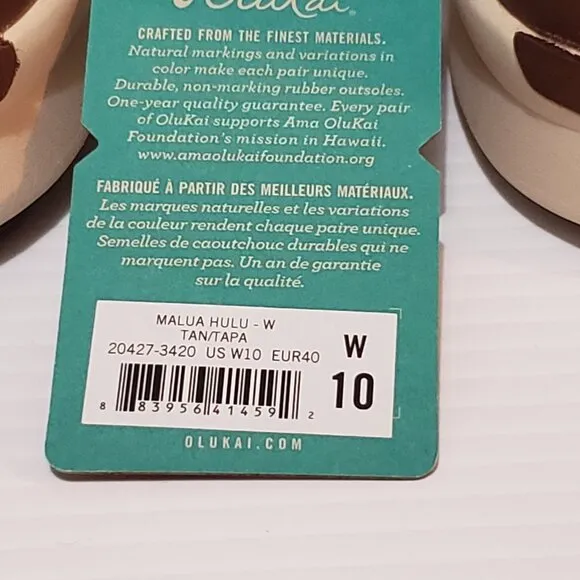 OluKai
CRAFTED FROM THE FINEST MATERIALS.
Natural markings and variations in
color make each pair unique.
Durable, non-marking rubber outsoles.
One-year quality guarantee. Every pair
of OluKai supports Ama OluKai
Foundation's mission in Hawaii.
www.amaolukaifoundation.org
FABRIQUÉ À PARTIR DES MEILLEURS MATÉRIAUX.
Les marques naturelles et les variations
de la couleur rendent chaque paire unique.
Semelles de caoutchouc durables qui ne
marquent pas. Un an de garantie
sur la qualité.
MALUA HULU - W
TAN/TAPA
20427-3420 US W10 EUR40
W
10
8 83956 41459 2
OLUKAI.COM